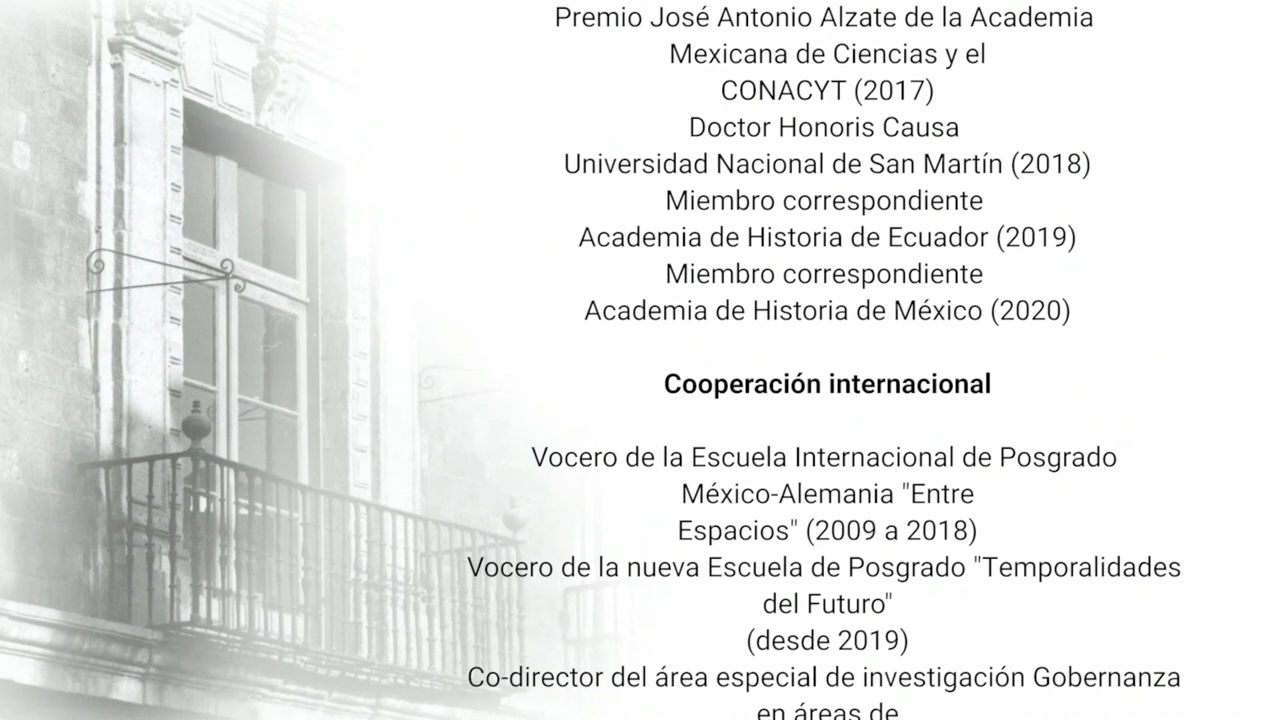 Premio José Antonio Alzate de la Academia
Mexicana de Ciencias y el
CONACYT (2017)
Doctor Honoris Causa
Universidad Nacional de San Martín (2018)
Miembro correspondiente
Academia de Historia de Ecuador (2019)
Miembro correspondiente
Academia de Historia de México (2020)
Cooperación internacional
Vocero de la Escuela Internacional de Posgrado
México-Alemania "Entre
Espacios" (2009 a 2018)
Vocero de la nueva Escuela de Posgrado "Temporalidades
del Futuro"
(desde 2019)
Co-director del área especial de investigación Gobernanza
en áreas de